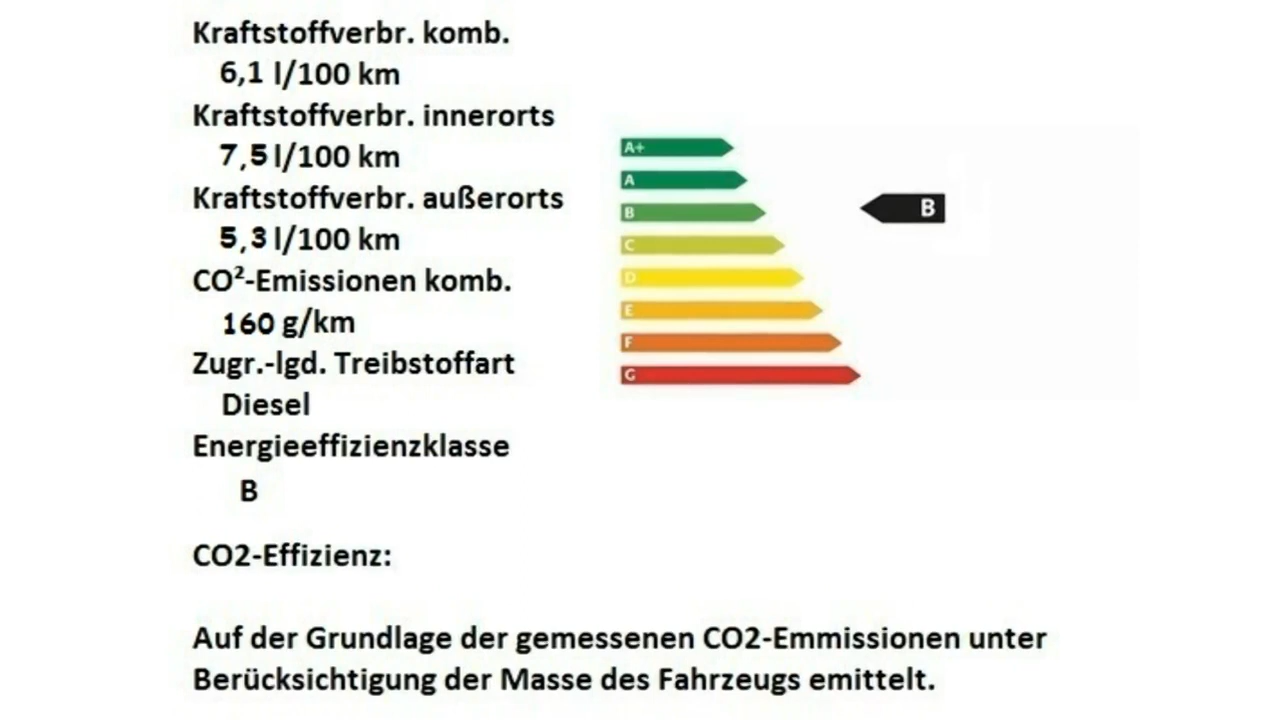 Kraftstoffverbr. komb.
6,1 l/100 km
Kraftstoffverbr. innerorts
7,5 l/100 km
Kraftstoffverbr. außerorts
5,3 l/100 km
CO²-Emissionen komb.
160 g/km
Zugr.-lgd. Treibstoffart
Diesel
Energieeffizienzklasse
B
A+
A
B
C
D
E
F
G
B
CO2-Effizienz:
Auf der Grundlage der gemessenen CO2-Emmissionen unter
Berücksichtigung der Masse des Fahrzeugs emittelt.